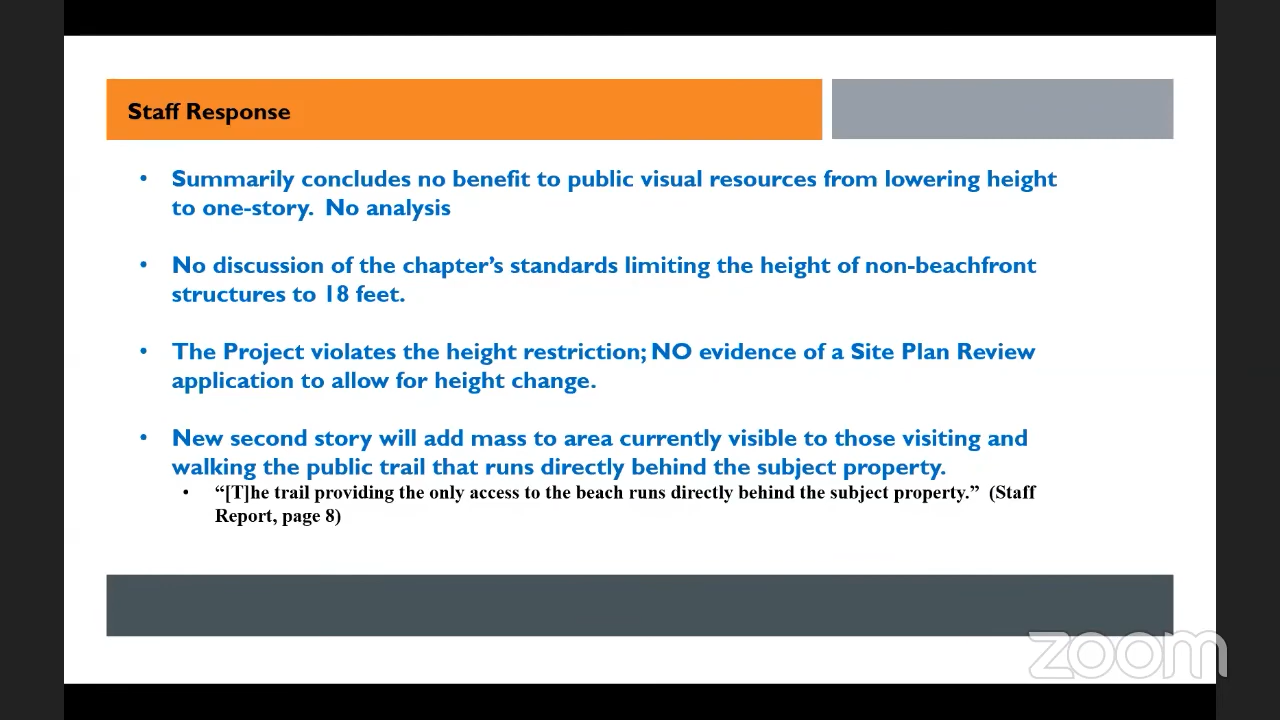 Staff Response
• Summarily concludes no benefit to public visual resources from lowering height
to one-story.  No analysis
• No discussion of the chapter’s standards limiting the height of non-beachfront
structures to 18 feet.
• The Project violates the height restriction; NO evidence of a Site Plan Review
application to allow for height change.
• New second story will add mass to area currently visible to those visiting and
walking the public trail that runs directly behind the subject property.
• “[T]he trail providing the only access to the beach runs directly behind the subject property.”  (Staff
Report, page 8)
zoom